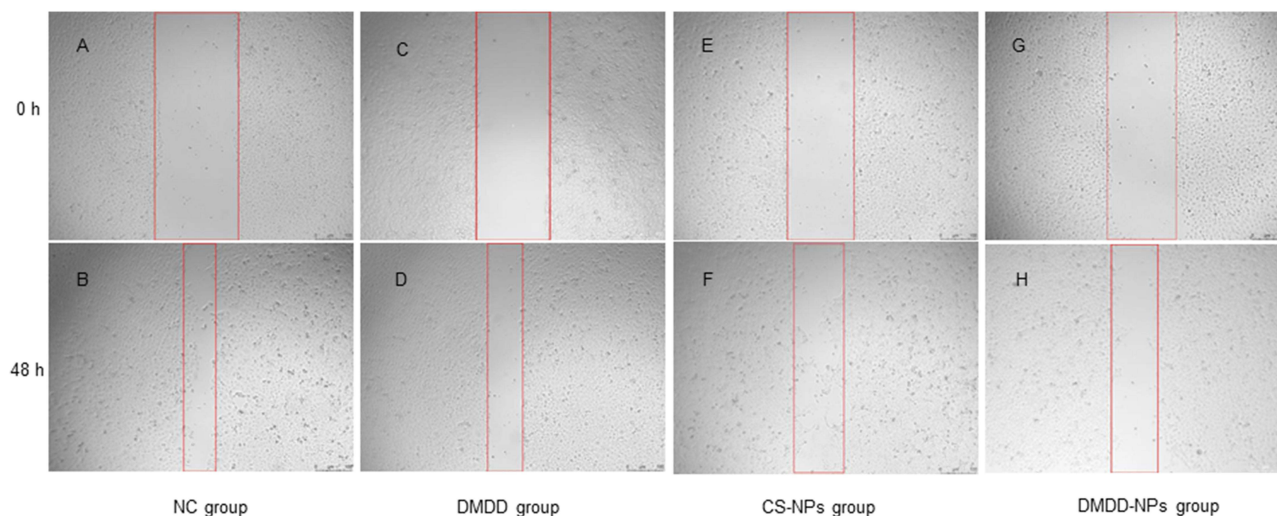 A C E G
0 h
B D F H
48 h
NC group DMDD group CS-NPs group DMDD-NPs group